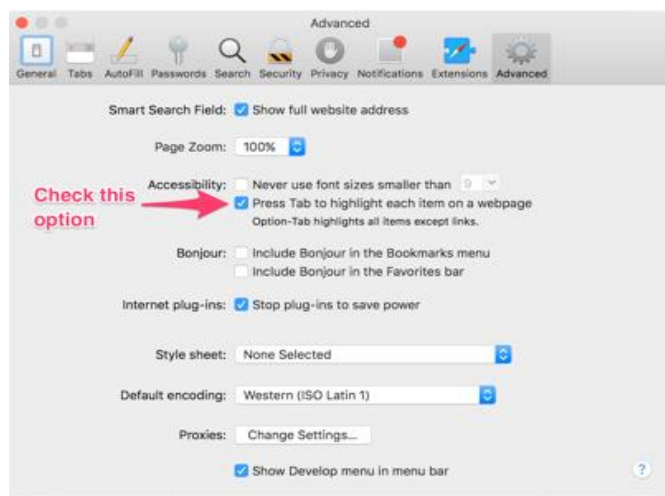 Advanced
General Tabs AutoFill Passwords Search Security Privacy Notifications Extensions Advanced
Smart Search Field: Show full website address
Page Zoom: 100%
Accessibility: Never use font sizes smaller than 9
Check this option
Press Tab to highlight each item on a webpage
Option-Tab highlights all items except links.
Bonjour: Include Bonjour in the Bookmarks menu
Include Bonjour in the Favorites bar
Internet plug-ins: Stop plug-ins to save power
Style sheet: None Selected
Default encoding: Western (ISO Latin 1)
Proxies: Change Settings...
Show Develop menu in menu bar
?